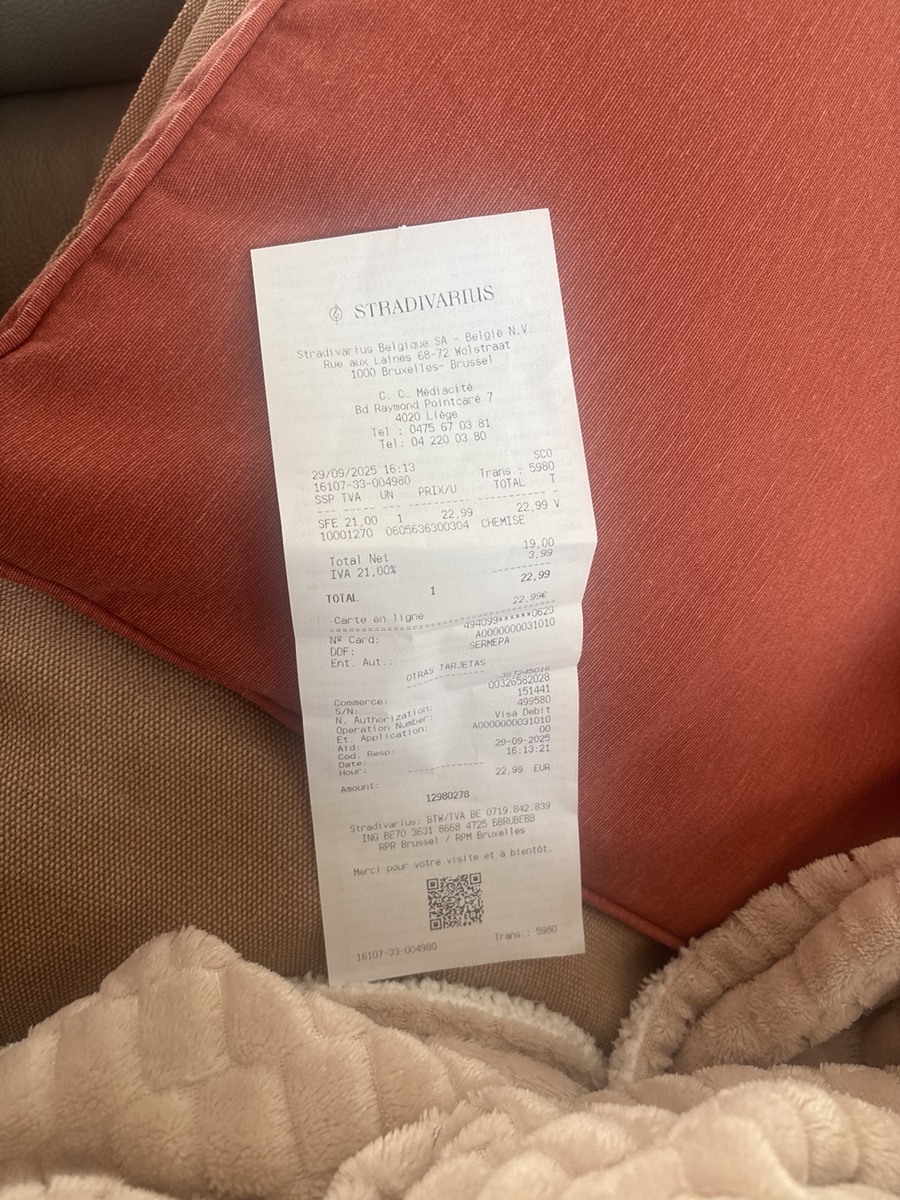 STRADIVARIUS
Stradivarius Belgique SA - België N.V.
Rue aux Laines 68-72 Wolstraat
1000 Bruxelles- Brussel
C. C. Médiacité
Bd Raymond Pointcaré 7
4020 Liège
Tel : 0475 67 03 81
Tel: 04 220 03 80
SCO
29/09/2025 16:13 Trans.: 5980
16107-33-004980
SSP TVA UN PRIX/U TOTAL T
SFE 21,00 1 22,99 22,99 V
10001270 0605636300304 CHEMISE
Total Net 19,00
IVA 21,00% 3,99
TOTAL 1 22,99
Carte en ligne 22,99€
Nº Card: 494099******0629
DDF: A0000000031010
Ent. Aut.: SERMEPA
OTRAS TARJETAS
Commerce: 367245016
S/N: 00326582028
N. Authorization: 151441
Operation Number: 499580
Et. Application: Visa Debit
Aid: A0000000031010
Cod. Resp: 00
Date: 29-09-2025
Hour: 16:13:21
Amount: 22,99 EUR
12980278
Stradivarius: BTW/IVA BE 0719.842.839
ING BE70 3631 8668 4725 BBRUBEBB
RPR Brussel / RPM Bruxelles
Merci pour votre visite et à bientôt.
16107-33-004980 Trans.: 5980